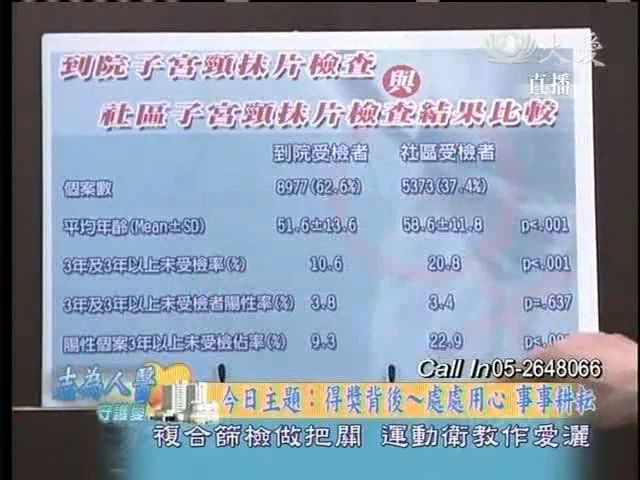 大愛
直播
到院子宮頸抹片檢查
與
社區子宮頸抹片檢查結果比較
到院受檢者 社區受檢者
個案數 8977(62.6%) 5373(37.4%)
平均年齡(Mean±SD) 51.6±13.6 58.6±11.8 p<.001
3年及3年以上未受檢率(%) 10.6 20.8 p<.001
3年及3年以上未受檢者陽性率(%) 3.8 3.4 p=.637
陽性個案3年以上未受檢佔率(%) 9.3 22.9
Call In05-2648066
志為人醫
守護愛
今日主題：得獎背後～處處用心 事事耕耘
複合篩檢做把關 運動衛教作愛灑